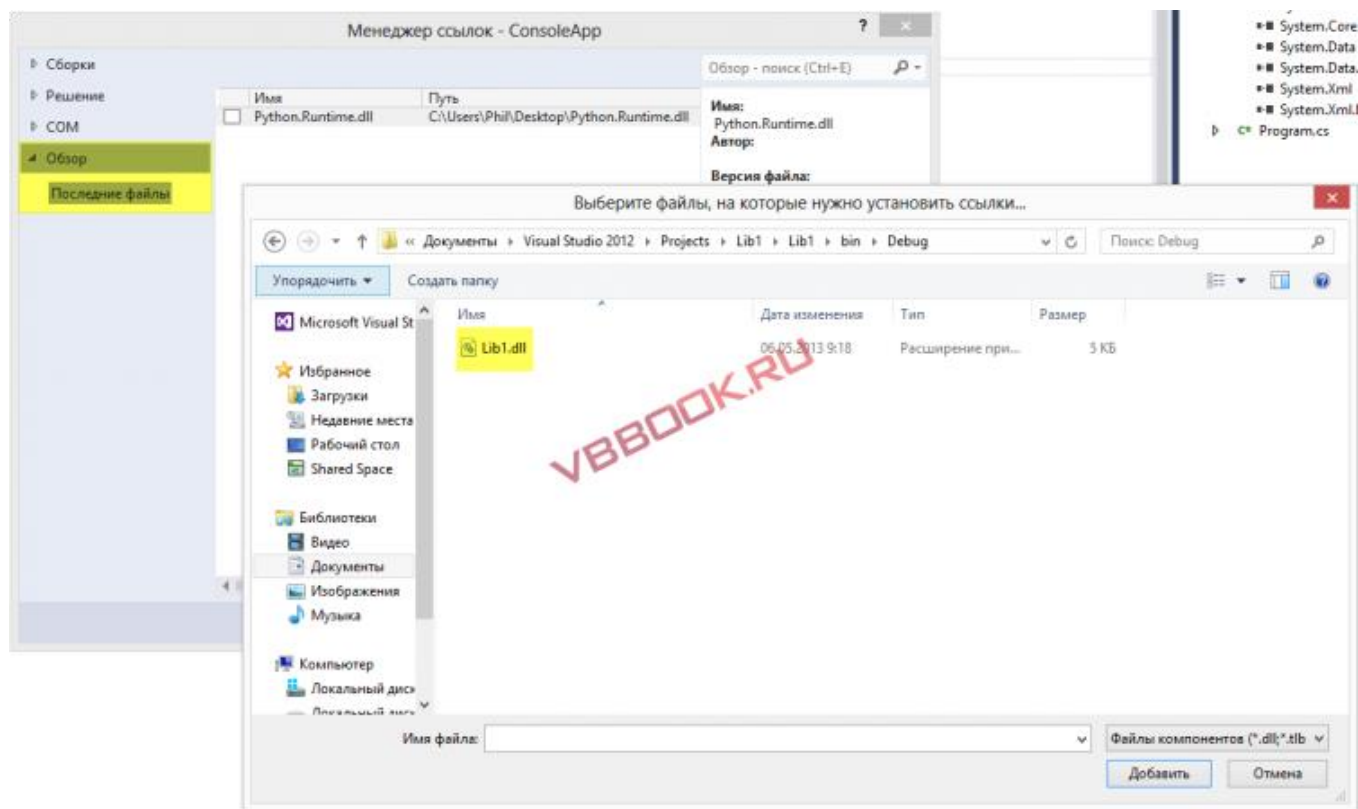 Менеджер ссылок - ConsoleApp
?
Сборки
Решение
COM
Обзор
Последние файлы
Имя Путь
Python.Runtime.dll C:\Users\Phil\Desktop\Python.Runtime.dll
Обзор - поиск (Ctrl+E)
Имя:
Python.Runtime.dll
Автор:
Версия файла:
System.Core
System.Data
System.Data.
System.Xml
System.Xml.
C# Program.cs
Выберите файлы, на которые нужно установить ссылки...
« Документы Visual Studio 2012 Projects Lib1 Lib1 bin Debug
Поиск: Debug
Упорядочить Создать папку
Microsoft Visual St
Избранное
Загрузки
Недавние места
Рабочий стол
Shared Space
Библиотеки
Видео
Документы
Изображения
Музыка
Компьютер
Локальный диск
Имя Дата изменения Тип Размер
Lib1.dll 06.05.2013 9:18 Расширение при... 5 КБ
VBBOOK.RU
Имя файла:
Файлы компонентов (*.dll;*.tlb
Добавить Отмена